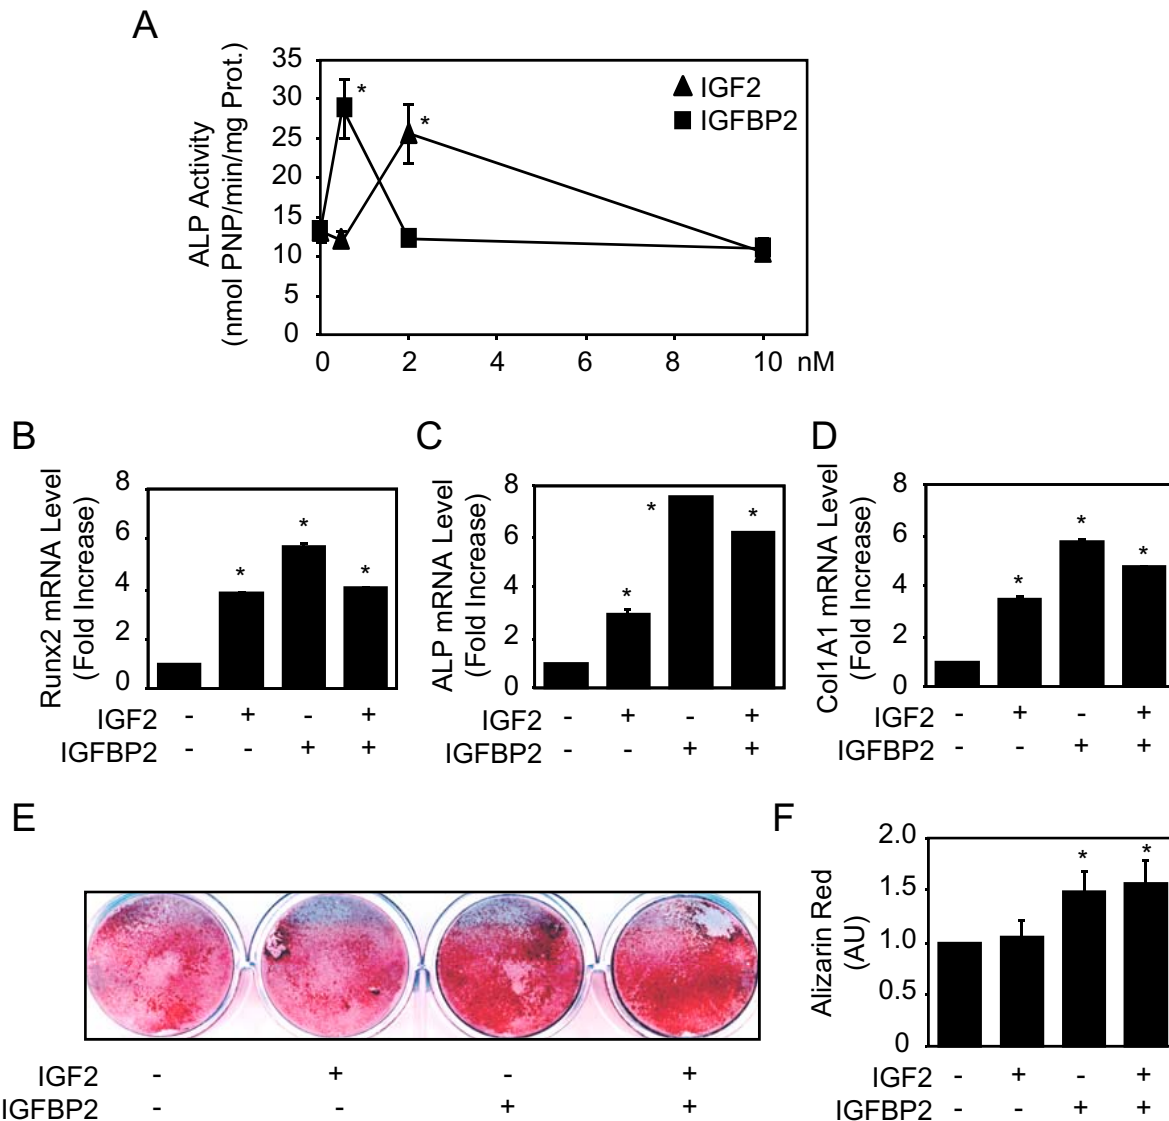 A
ALP Activity
(nmol PNP/min/mg Prot.)
35
30
25
20
15
10
5
0
0 2 4 6 8 10 nM
IGF2
IGFBP2
*
*
B
Runx2 mRNA Level
(Fold Increase)
8
6
4
2
0
* * *
IGF2 - + - +
IGFBP2 - - + +
C
ALP mRNA Level
(Fold Increase)
8
6
4
2
0
* * *
IGF2 - + - +
IGFBP2 - - + +
D
Col1A1 mRNA Level
(Fold Increase)
8
6
4
2
0
* * *
IGF2 - + - +
IGFBP2 - - + +
E
IGF2 - + - +
IGFBP2 - - + +
F
Alizarin Red
(AU)
2.0
1.5
1.0
0.5
0
* *
IGF2 - + - +
IGFBP2 - - + +